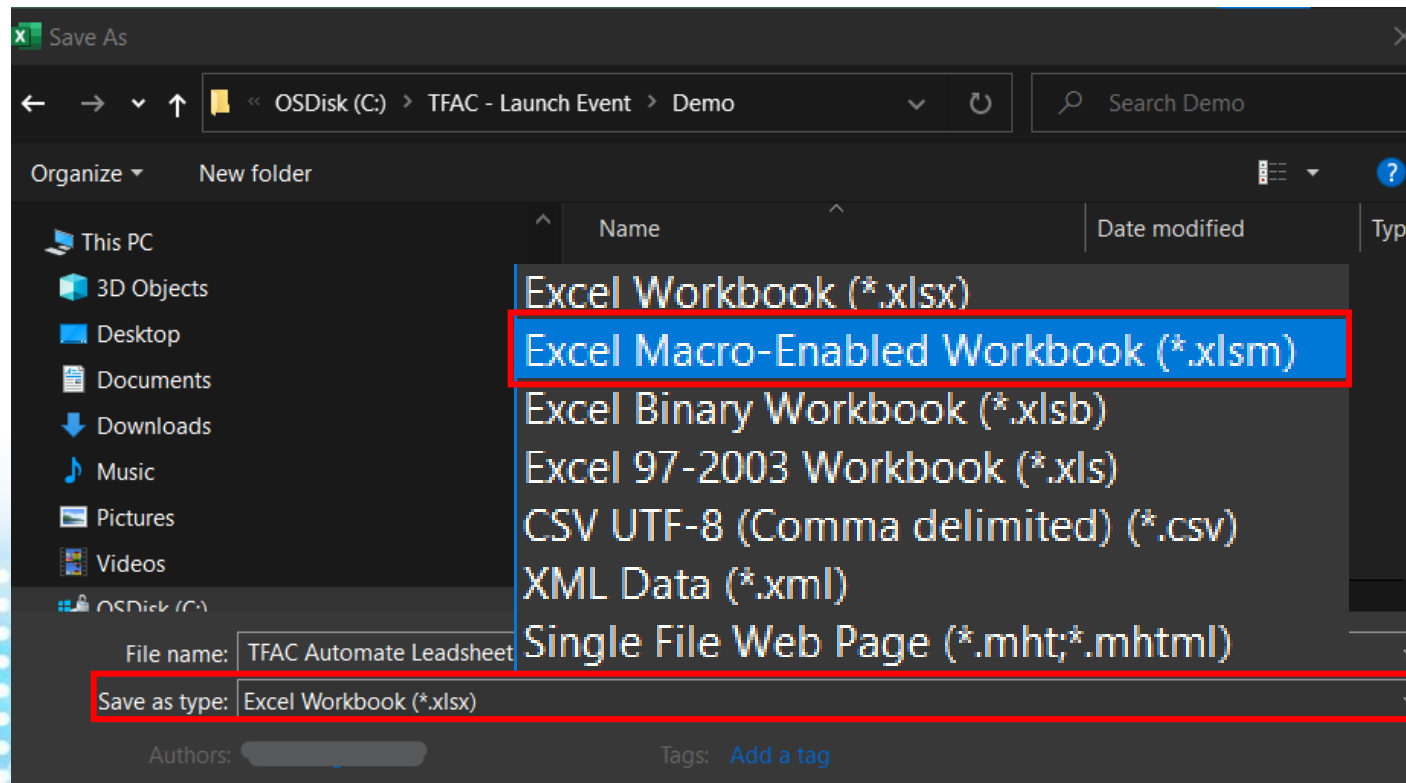 Save As
« OSDisk (C:) > TFAC - Launch Event > Demo
Search Demo
Organize
New folder
Name
Date modified
Typ
This PC
3D Objects
Desktop
Documents
Downloads
Music
Pictures
Videos
OSDisk (C:)
Excel Workbook (*.xlsx)
Excel Macro-Enabled Workbook (*.xlsm)
Excel Binary Workbook (*.xlsb)
Excel 97-2003 Workbook (*.xls)
CSV UTF-8 (Comma delimited) (*.csv)
XML Data (*.xml)
Single File Web Page (*.mht;*.mhtml)
File name: TFAC Automate Leadsheet
Save as type: Excel Workbook (*.xlsx)
Authors:
Tags: Add a tag